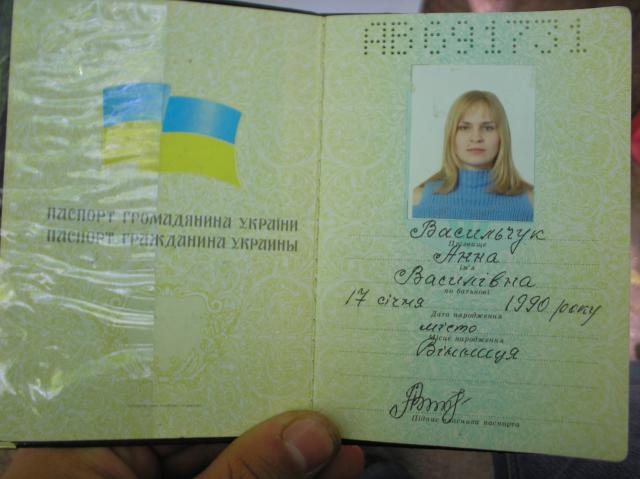 ПАСПОРТ ГРОМАДЯНИНА УКРАЇНИ
ПАСПОРТ ГРАЖДАНИНА УКРАИНЫ
АВ691731
Васильчук
Прізвище
Анна
Ім'я
Василівна
по батькові
17 січня 1990 року
Дата народження
місто
Місце народження
Вінниця
Підпис власника паспорта